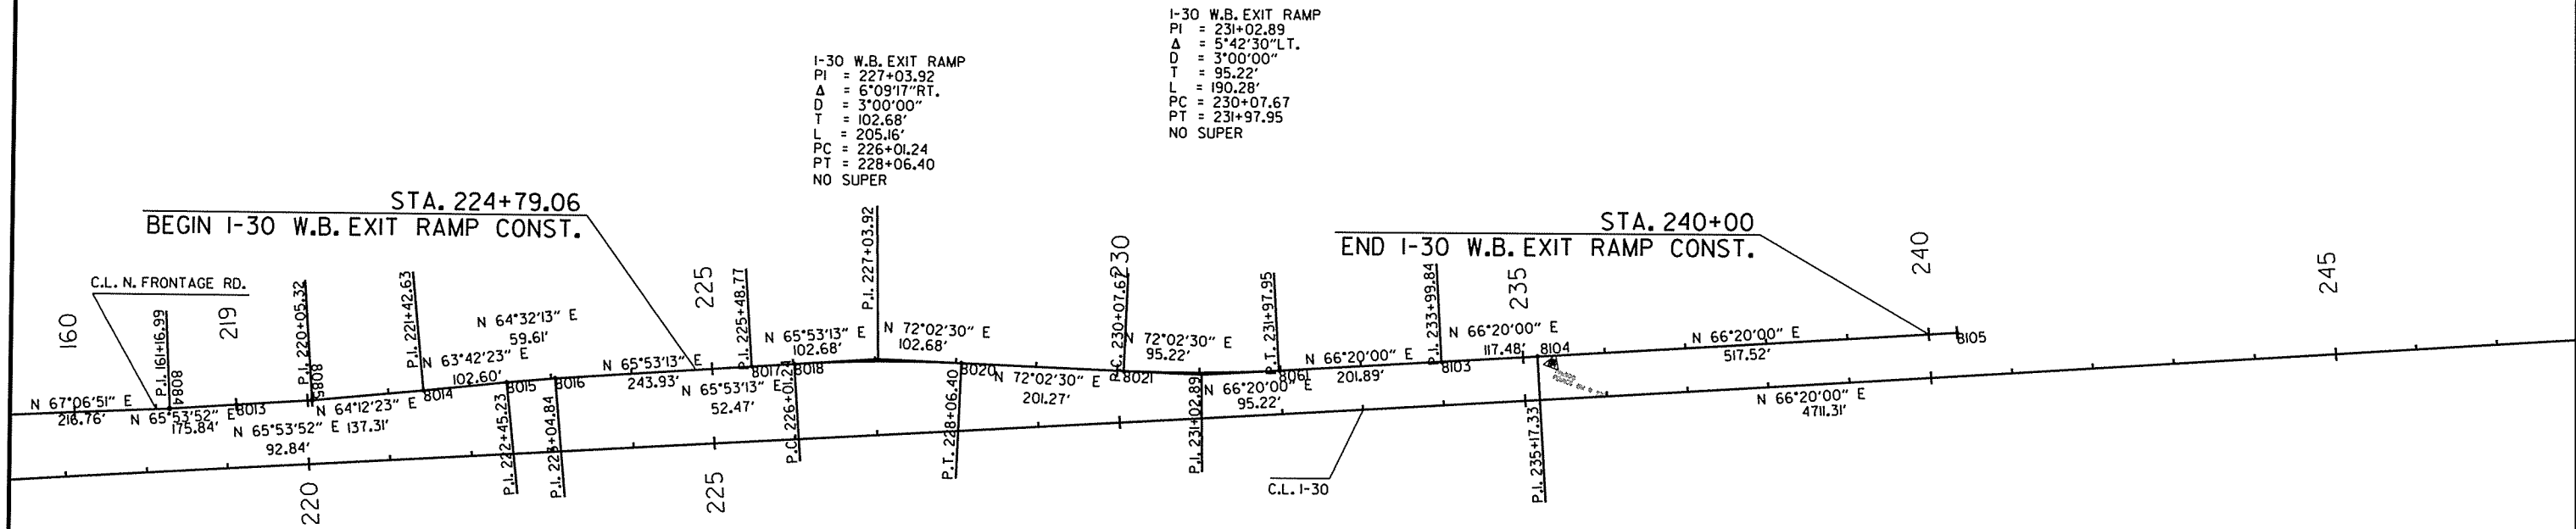 I-30 W.B. EXIT RAMP
PI = 227+03.92
Δ = 6°09'17"RT.
D = 3°00'00"
T = 102.68'
L = 205.16'
PC = 226+01.24
PT = 228+06.40
NO SUPER
I-30 W.B. EXIT RAMP
PI = 231+02.89
Δ = 5°42'30"LT.
D = 3°00'00"
T = 95.22'
L = 190.28'
PC = 230+07.67
PT = 231+97.95
NO SUPER
STA. 224+79.06
BEGIN I-30 W.B. EXIT RAMP CONST.
STA. 240+00
END I-30 W.B. EXIT RAMP CONST.
C.L. N. FRONTAGE RD.
160
P.I. 161+19.99
8084
219
P.I. 220+05.32
8085
P.I. 221+42.63
N 64°32'13" E
59.61'
225
P.I. 225+48.77
P.I. 227+03.92
230
P.C. 230+07.67
P.T. 231+97.95
P.I. 233+99.84
235
240
245
N 67°06'51" E
216.76'
N 65°53'52" E
175.84'
8013
N 65°53'52" E
92.84'
N 64°12'23" E
137.31'
8014
N 63°42'23" E
102.60'
8015
8016
N 65°53'13" E
243.93'
8017
8018
N 65°53'13" E
52.47'
N 65°53'13" E
102.68'
N 72°02'30" E
102.68'
8020
N 72°02'30" E
201.27'
8021
N 72°02'30" E
95.22'
N 66°20'00" E
95.22'
8061
N 66°20'00" E
201.89'
8103
N 66°20'00" E
117.48'
8104
N 66°20'00" E
517.52'
8105
N 66°20'00" E
4711.31'
P.I. 222+45.23
P.I. 223+04.84
P.C. 226+01.24
P.T. 228+06.40
P.I. 231+02.89
P.I. 235+17.33
220
225
C.L. I-30